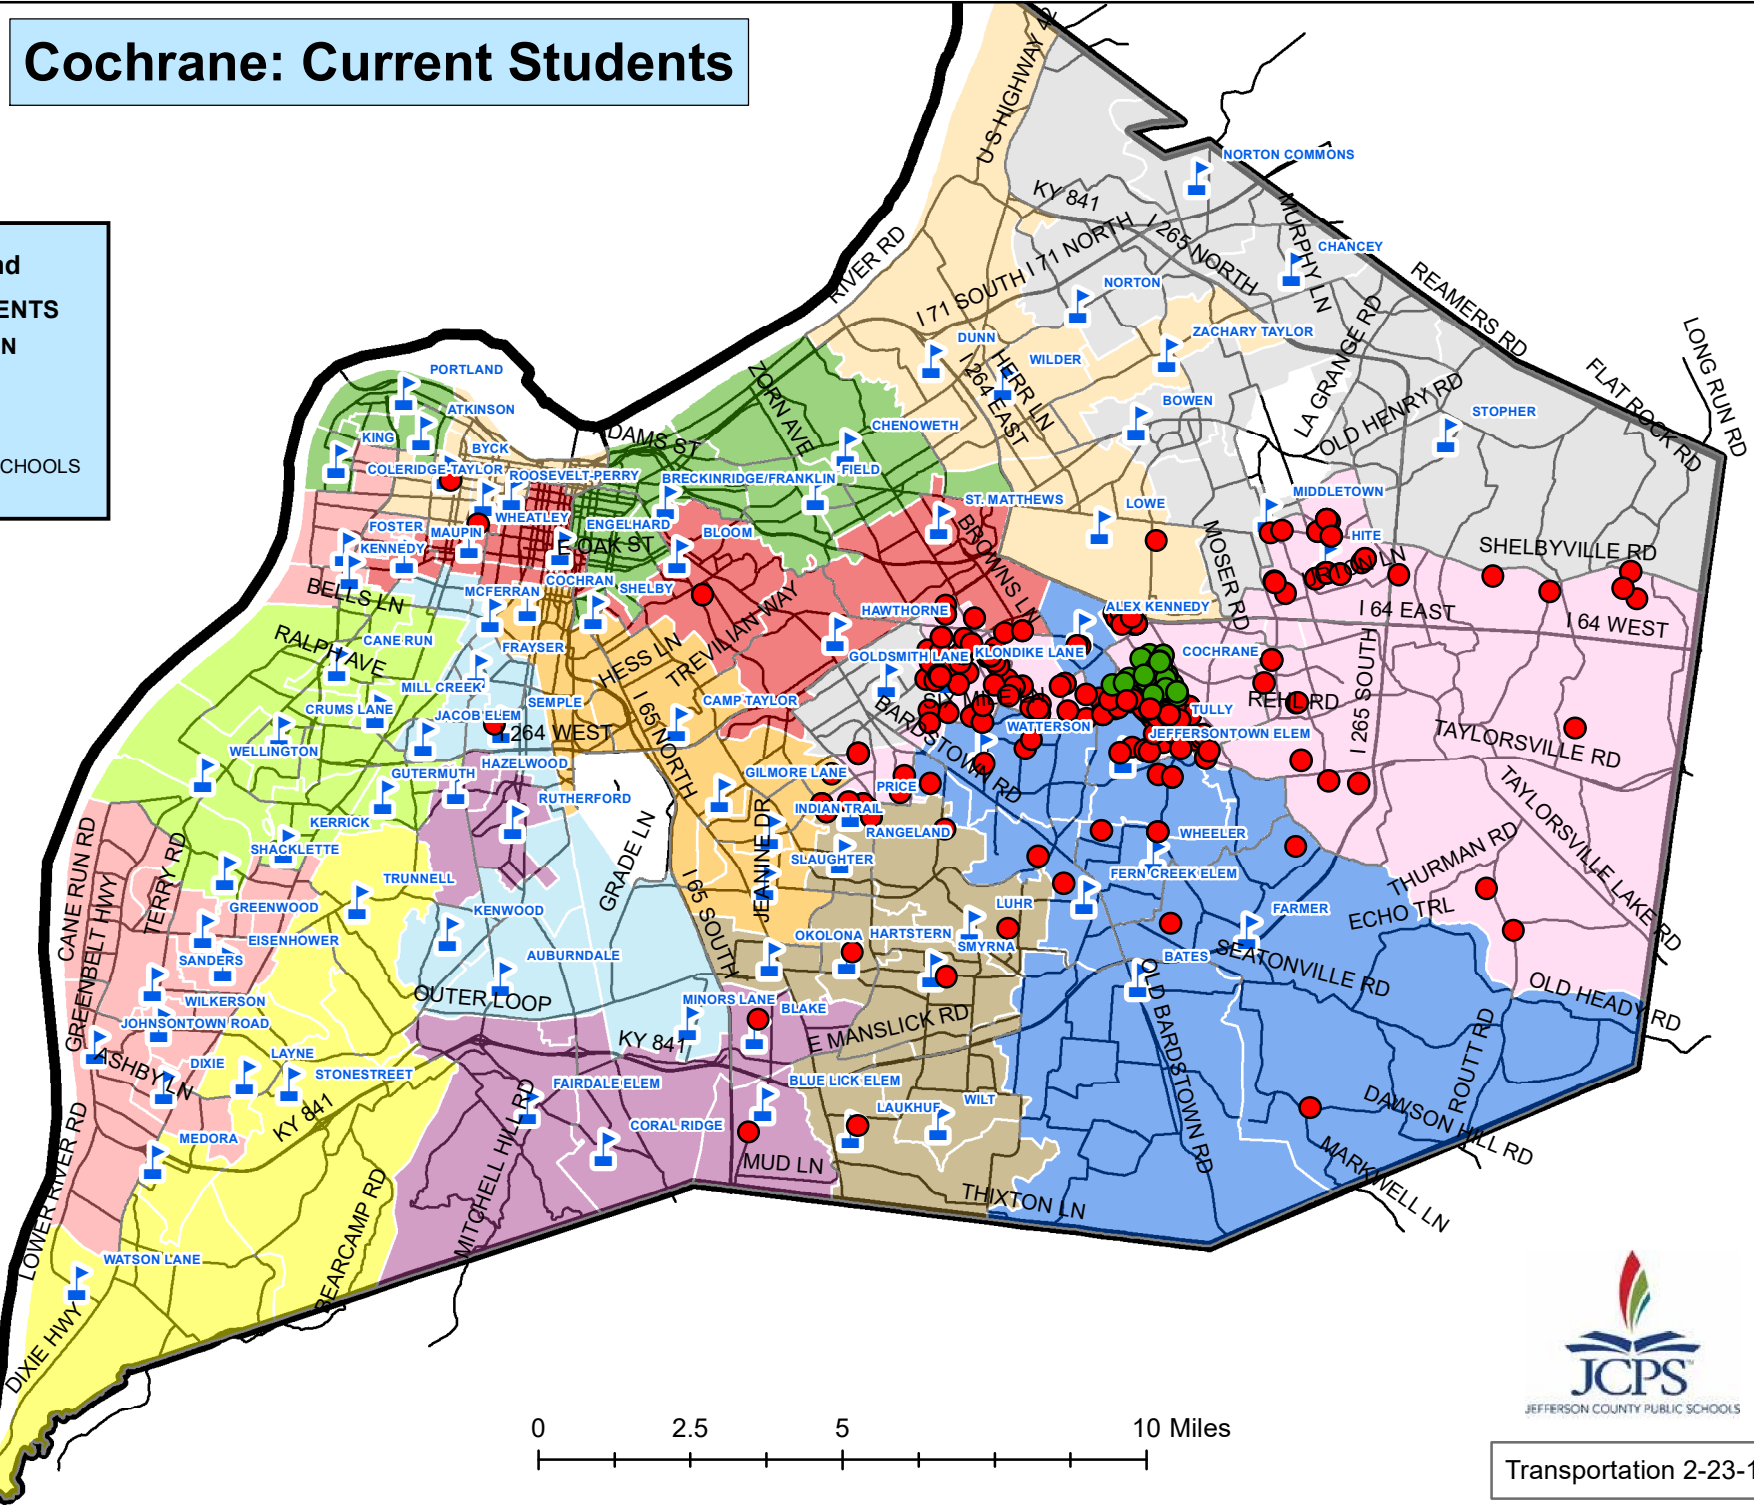 Cochrane: Current Students
nd
ENTS
N
CHOOLS
U S HIGHWAY 42
NORTON COMMONS
KY 841
I 71 NORTH
I 265 NORTH
MURPHY LN
CHANCEY
RIVER RD
I 71 SOUTH
NORTON
REAMERS RD
LA GRANGE RD
LONG RUN RD
DUNN
WILDER
ZACHARY TAYLOR
HERR LN
I 264 EAST
FLAT ROCK RD
PORTLAND
ZORN AVE
BOWEN
OLD HENRY RD
STOPHER
ATKINSON
CHENOWETH
KING
BYCK
ADAMS ST
COLERIDGE-TAYLOR
ROOSEVELT-PERRY
BRECKINRIDGE/FRANKLIN
FIELD
ST. MATTHEWS
LOWE
MIDDLETOWN
FOSTER
MAUPIN
WHEATLEY
ENGELHARD
BLOOM
BROWNS LN
MOSER RD
HITE
KENNEDY
E OAK ST
SHELBYVILLE RD
BELLS LN
MCFERRAN
COCHRAN
SHELBY
HAWTHORNE
ALEX KENNEDY
I 64 EAST
I 64 WEST
RALPH AVE
CANE RUN
FRAYSER
HESS LN
TREVILIAN WAY
GOLDSMITH LANE
KLONDIKE LANE
COCHRANE
MILL CREEK
SEMPLE
CAMP TAYLOR
SIX MILE LN
REHL RD
I 265 SOUTH
CRUMS LANE
JACOB ELEM
I 264 WEST
I 65 NORTH
BARDSTOWN RD
WATTERSON
TULLY
JEFFERSONTOWN ELEM
TAYLORSVILLE RD
WELLINGTON
GUTERMUTH
HAZELWOOD
GILMORE LANE
PRICE
RUTHERFORD
INDIAN TRAIL
KERRICK
RANGELAND
WHEELER
TAYLORSVILLE LAKE RD
SHACKLETTE
GRADE LN
JEANINE DR
SLAUGHTER
THURMAN RD
CANE RUN RD
TERRY RD
TRUNNELL
FERN CREEK ELEM
GREENBELT HWY
GREENWOOD
KENWOOD
I 65 SOUTH
LUHR
FARMER
ECHO TRL
EISENHOWER
OKOLONA
HARTSTERN
SMYRNA
SANDERS
AUBURNDALE
BATES
SEATONVILLE RD
WILKERSON
OUTER LOOP
MINORS LANE
BLAKE
OLD HEADY RD
JOHNSONTOWN ROAD
KY 841
E MANSLICK RD
ROUTT RD
ASHBY LN
DIXIE
LAYNE
STONESTREET
FAIRDALE ELEM
BLUE LICK ELEM
OLD BARDSTOWN RD
LAUKHUF
WILT
DAWSON HILL RD
KY 841
CORAL RIDGE
MEDORA
LOWER RIVER RD
MITCHELL HILL RD
MUD LN
MARKWELL LN
BEARCAMP RD
THIXTON LN
WATSON LANE
DIXIE HWY
0 2.5 5 10 Miles
JCPS
JEFFERSON COUNTY PUBLIC SCHOOLS
Transportation 2-23-1